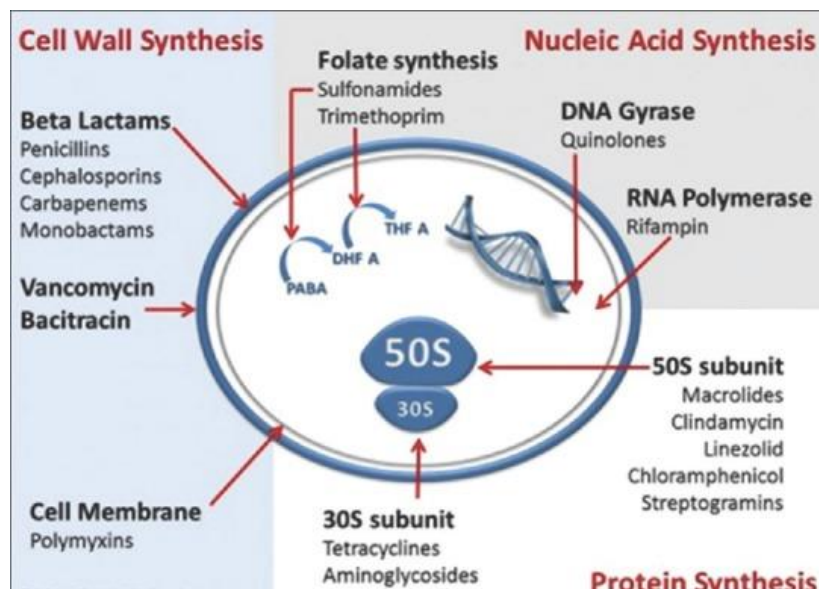 Cell Wall Synthesis
Nucleic Acid Synthesis
Folate synthesis
Sulfonamides
Trimethoprim
Beta Lactams
Penicillins
Cephalosporins
Carbapenems
Monobactams
DNA Gyrase
Quinolones
RNA Polymerase
Rifampin
THF A
DHF A
PABA
Vancomycin
Bacitracin
50S
30S
50S subunit
Macrolides
Clindamycin
Linezolid
Chloramphenicol
Streptogramins
Cell Membrane
Polymyxins
30S subunit
Tetracyclines
Aminoglycosides
Protein Synthesis